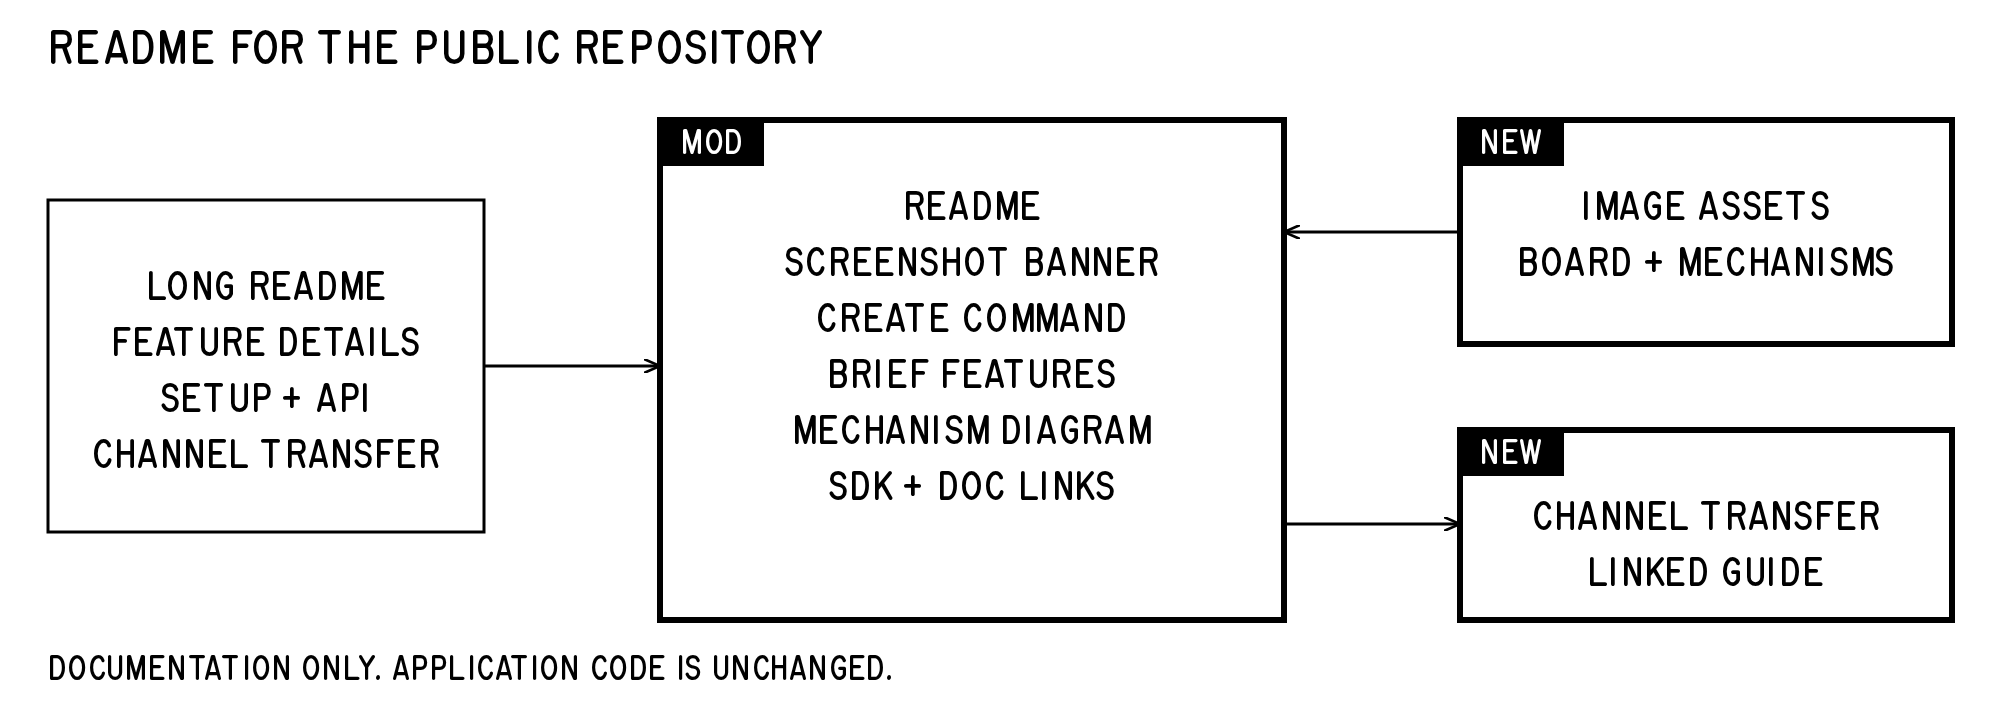 README FOR THE PUBLIC REPOSITORY
LONG README
FEATURE DETAILS
SETUP + API
CHANNEL TRANSFER
MOD
README
SCREENSHOT BANNER
CREATE COMMAND
BRIEF FEATURES
MECHANISM DIAGRAM
SDK + DOC LINKS
NEW
IMAGE ASSETS
BOARD + MECHANISMS
NEW
CHANNEL TRANSFER
LINKED GUIDE
DOCUMENTATION ONLY. APPLICATION CODE IS UNCHANGED.